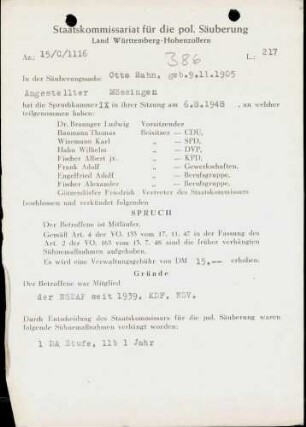 Staatskommissariat für die pol. Säuberung
Land Württemberg-Hohenzollern
Az.: 15/C/1116
386
L.: 217
In der Säuberungssache Otto Hahn, geb.9.11.1905
Angestellter Mössingen
hat die Spruchkammer IX in ihrer Sitzung am 6.8.1948 , an welcher
teilgenommen haben:
Dr. Brauger Ludwig Vorsitzender
Baumann Thomas Beisitzer — CDU,
Wizemann Karl „ — SPD,
Hahn Wilhelm „ — DVP,
Fischer Albert jr. „ — KPD,
Frank Adolf „ — Gewerkschaften.
Engelfried Adolf „ — Berufsgruppe,
Fischer Alexander „ — Berufsgruppe,
Friedrich Vertreter des Staatskommissars
beschlossen und verkündet folgenden
SPRUCH
Der Betroffene ist Mitläufer.
Gemäß Art. 4 der VO. 133 vom 17. 11. 47 in der Fassung des
Art. 2 der VO. 165 vom 13. 7. 48 sind die früher verhängten
Sühnemaßnahmen aufgehoben.
Es wird eine Verwaltungsgebühr von DM 15.-- erhoben.
Gründe
Der Betroffene war Mitglied
der NSDAP seit 1939, KDF, NSV.
Durch Entscheidung des Staatskommissars für die pol. Säuberung waren
folgende Sühnemaßnahmen verhängt worden:
1 DA Stufe, 11b 1 Jahr